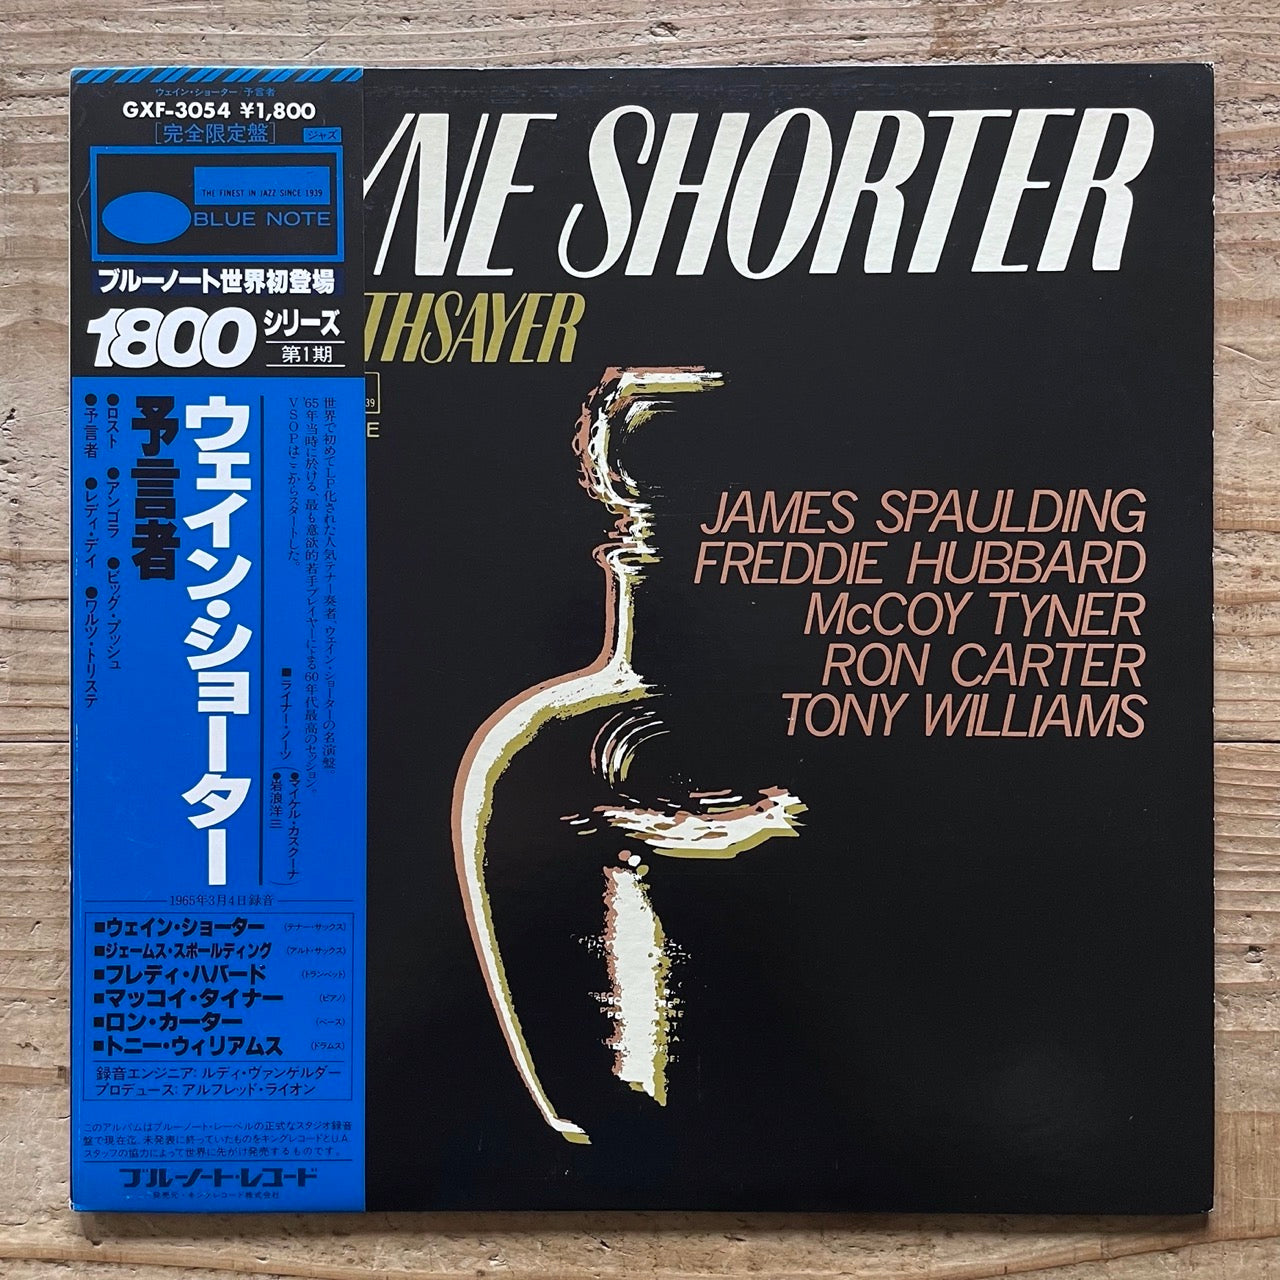 ウェイン・ショーター/予言者
GXF-3054 ¥1,800
[完全限定盤] ジャズ
THE FINEST IN JAZZ SINCE 1939
BLUE NOTE
ブルーノート世界初登場
1800シリーズ
第1期
世界で初めてLP化された人気テナー奏者、ウェイン・ショーターの名演盤。
'65年当時に於ける、最も意欲的若手プレイヤーによる60年代最高のセッション。
VSOPはここからスタートした。
■ライナー・ノーツ
●マイケル・カスクーナ
●岩浪洋三
ウェイン・ショーター
予言者
●ロスト ●アンゴラ ●ビッグ・プッシュ
●予言者 ●レディ・デイ ●ワルツ・トリステ
1965年3月4日録音
■ウェイン・ショーター (テナー・サックス)
■ジェームス・スポールディング (アルト・サックス)
■フレディ・ハバード (トランペット)
■マッコイ・タイナー (ピアノ)
■ロン・カーター (ベース)
■トニー・ウィリアムス (ドラムス)
録音エンジニア: ルディ・ヴァンゲルダー
プロデュース: アルフレッド・ライオン
このアルバムはブルーノート・レーベルの正式なスタジオ録音
盤で現在迄、未発表に終っていたものをキングレコードとU.A.
スタッフの協力によって世界に先がけ発売するものです。
ブルーノート・レコード
発売元・キングレコード株式会社
YNE SHORTER
THSAYER
39
E
JAMES SPAULDING
FREDDIE HUBBARD
McCOY TYNER
RON CARTER
TONY WILLIAMS